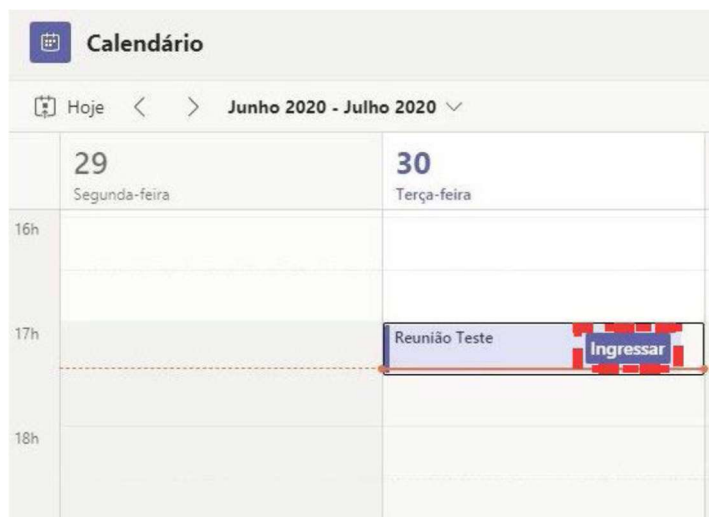 Calendário
Hoje Junho 2020 - Julho 2020
29 30
Segunda-feira Terça-feira
16h
17h Reunião Teste Ingressar
18h